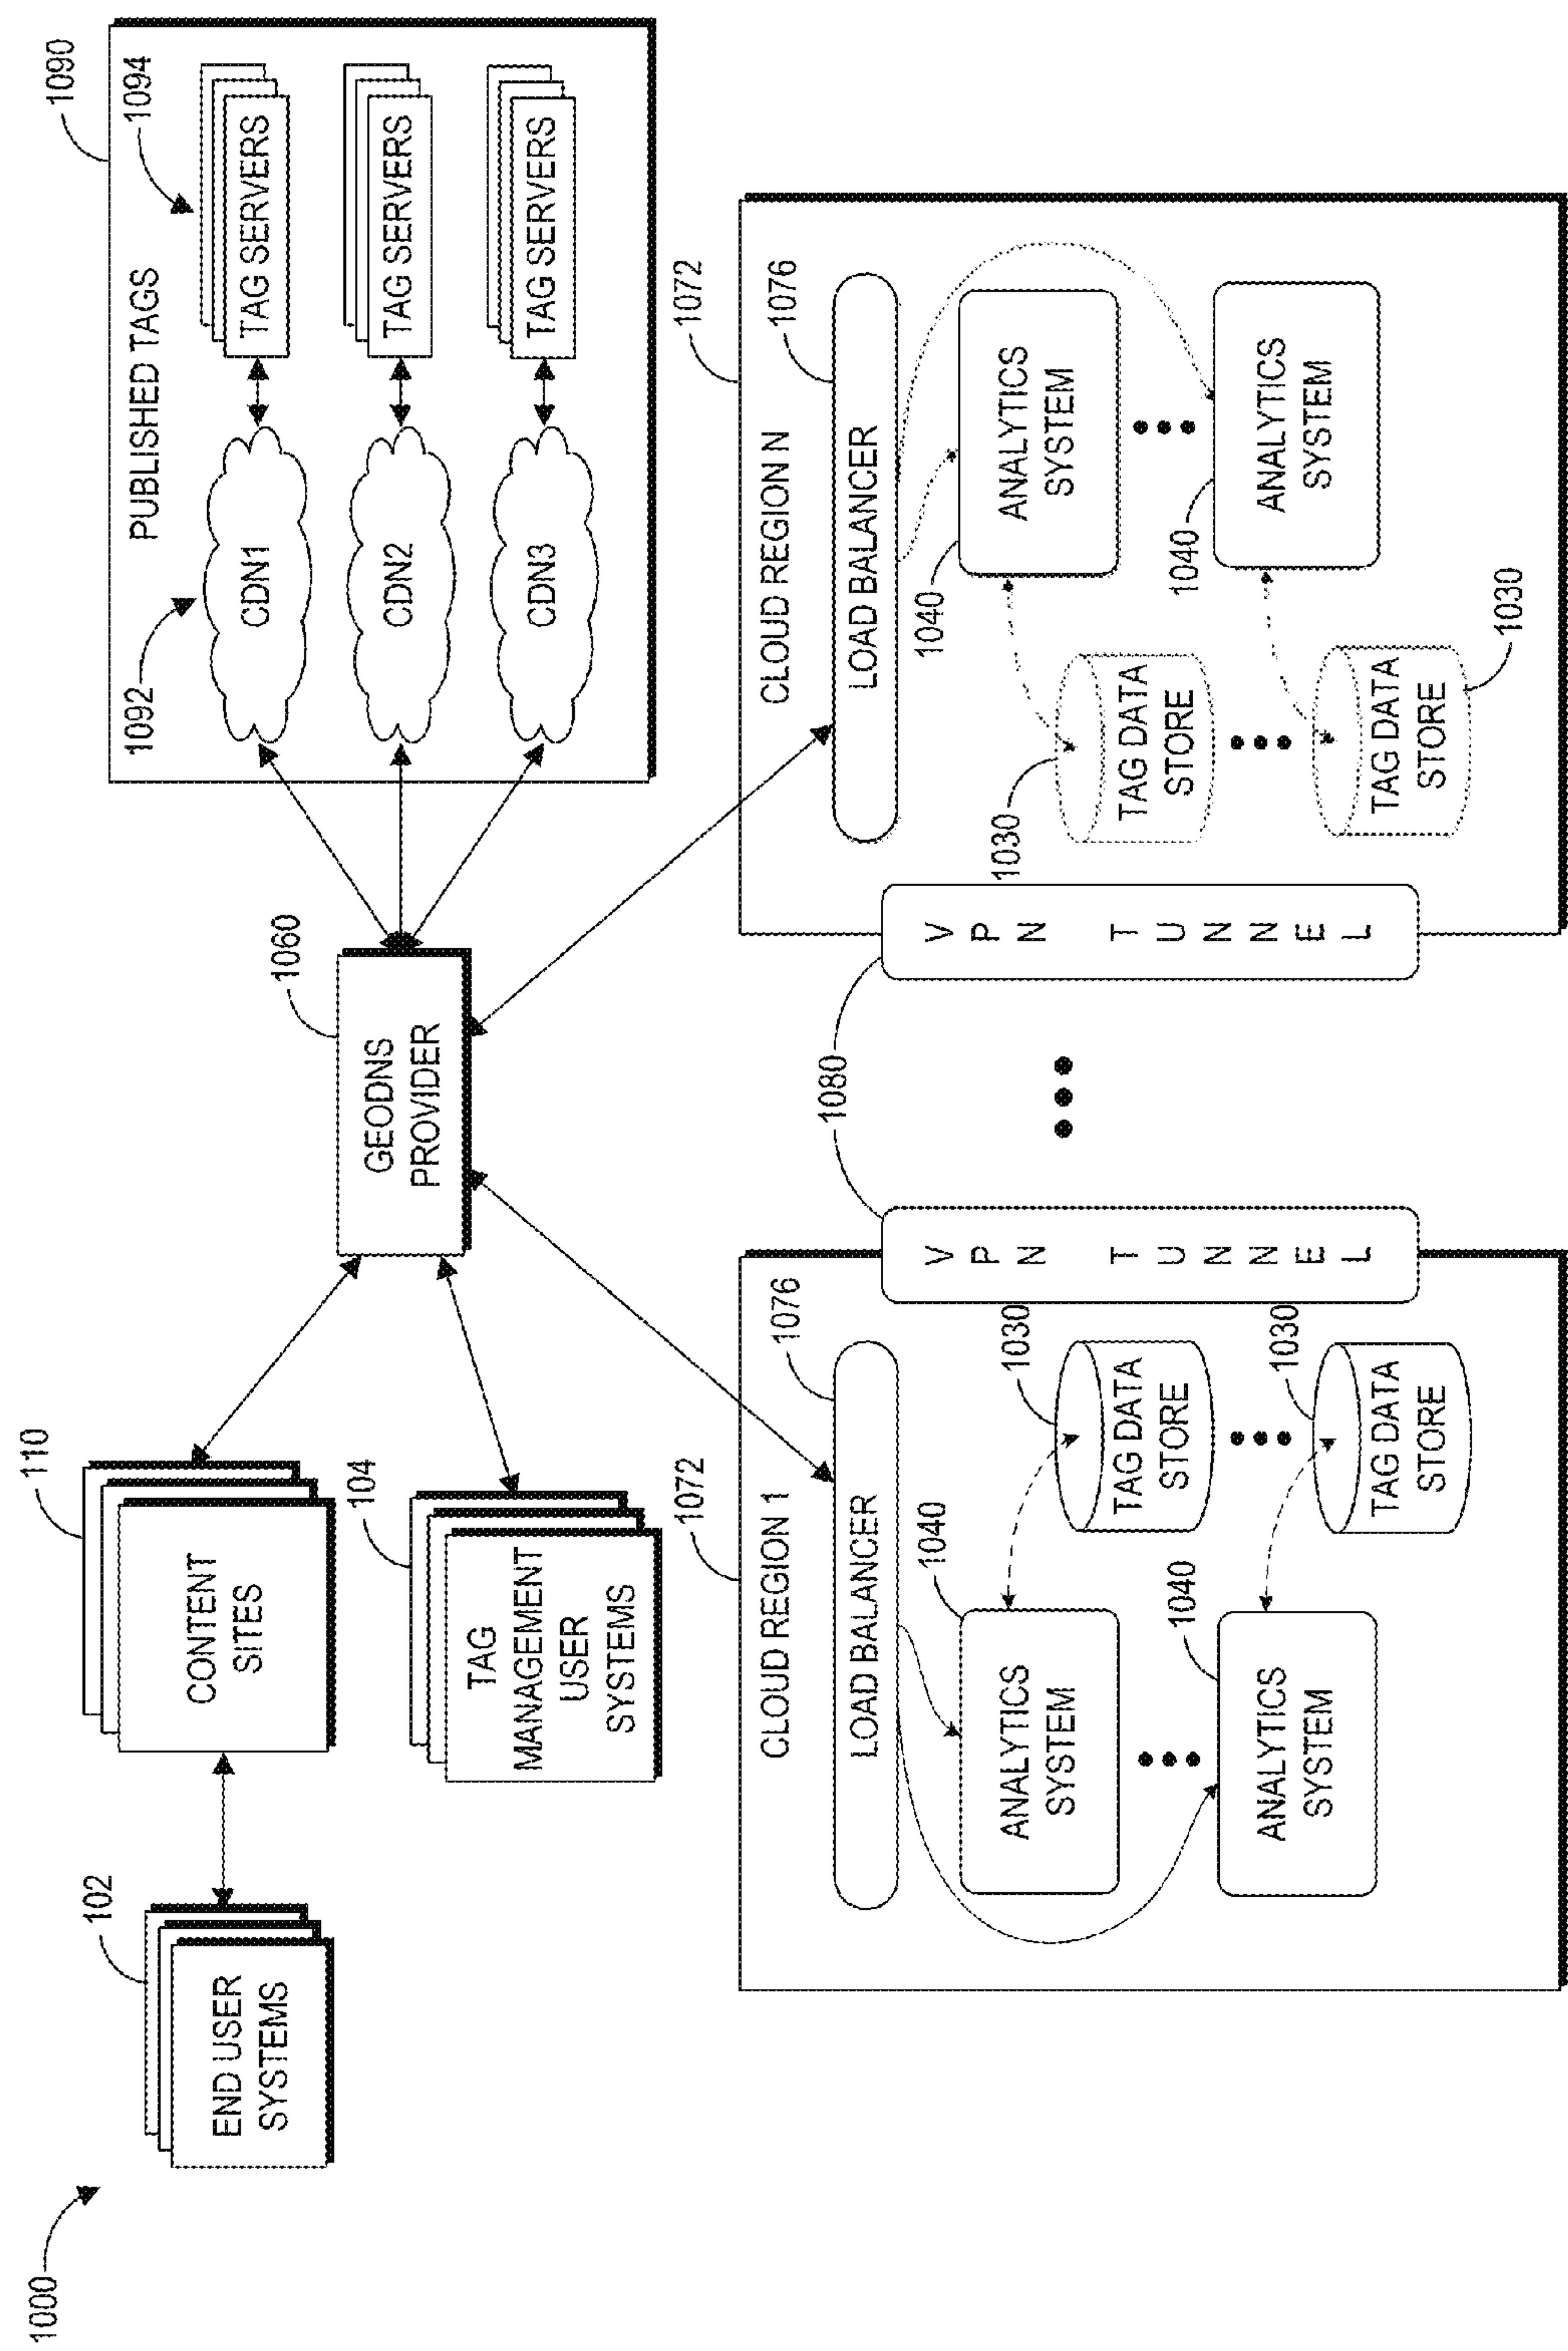 1000
102
END USER
SYSTEMS
110
CONTENT
SITES
104
TAG
MANAGEMENT
USER
SYSTEMS
1060
GEODNS
PROVIDER
1090
PUBLISHED TAGS
1092
1094
CDN1
TAG SERVERS
CDN2
TAG SERVERS
CDN3
TAG SERVERS
1072
CLOUD REGION 1
1076
LOAD BALANCER
1040
ANALYTICS
SYSTEM
1030
TAG DATA
STORE
1040
ANALYTICS
SYSTEM
1030
TAG DATA
STORE
VPN TUNNEL
1080
VPN TUNNEL
1072
CLOUD REGION N
1076
LOAD BALANCER
1040
ANALYTICS
SYSTEM
1030
TAG DATA
STORE
1040
ANALYTICS
SYSTEM
1030
TAG DATA
STORE